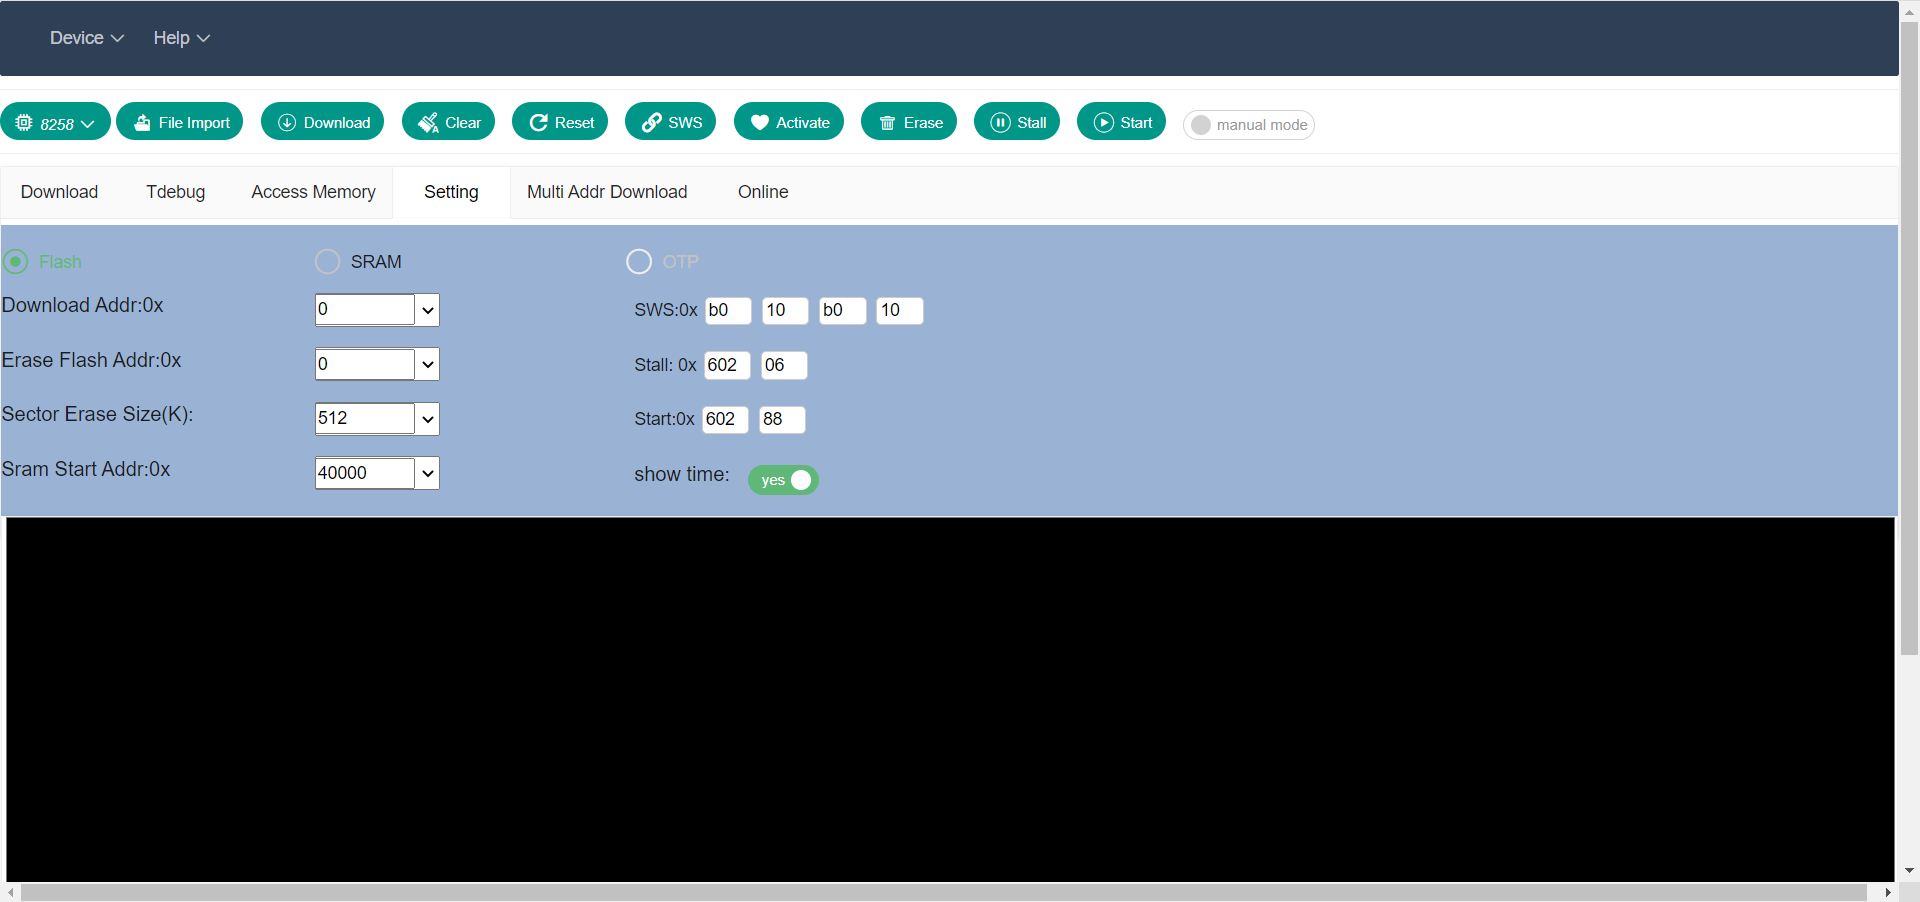 Device Help
8258 File Import Download Clear Reset SWS Activate Erase Stall Start manual mode
Download Tdebug Access Memory Setting Multi Addr Download Online
Flash SRAM OTP
Download Addr:0x 0 SWS:0x b0 10 b0 10
Erase Flash Addr:0x 0 Stall: 0x 602 06
Sector Erase Size(K): 512 Start:0x 602 88
Sram Start Addr:0x 40000 show time: yes